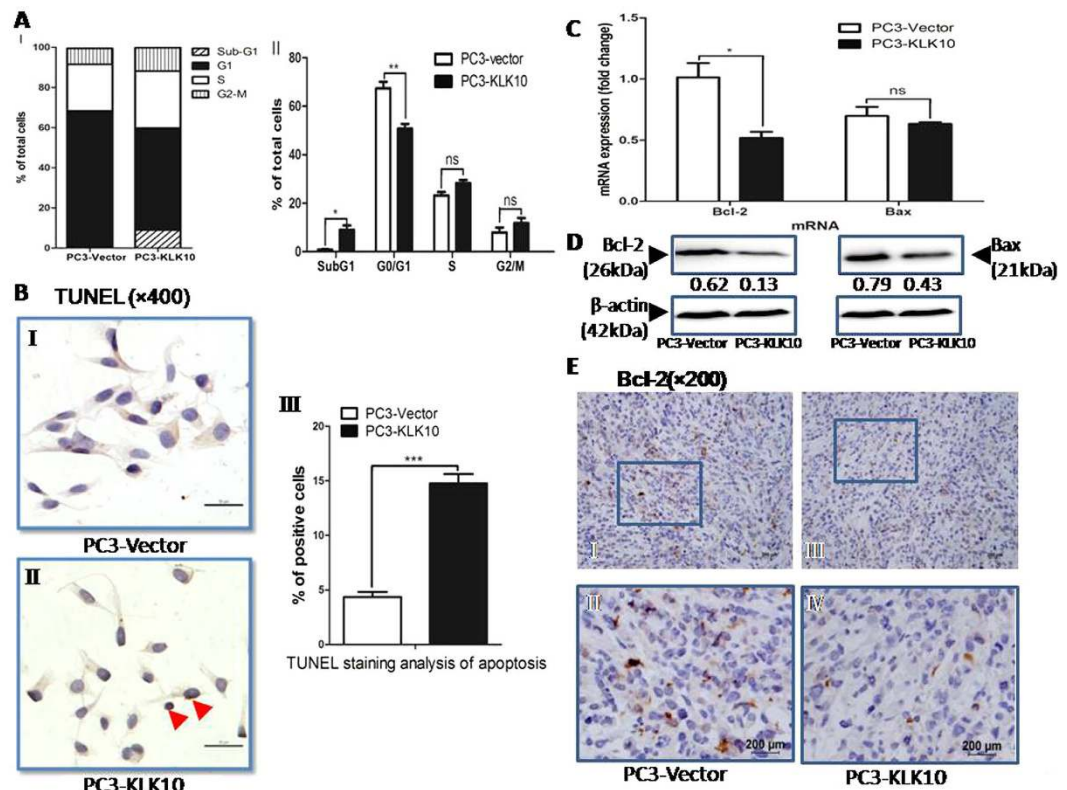 A
I
100
80
60
40
20
0
% of total cells
Sub-G1
G1
S
G2-M
PC3-Vector PC3-KLK10
II
80
60
40
20
0
% of total cells
PC3-vector
PC3-KLK10
*
**
ns
ns
SubG1 G0/G1 S G2/M
B TUNEL (×400)
I
PC3-Vector
II
PC3-KLK10
III
PC3-Vector
PC3-KLK10
20
15
10
5
0
% of positive cells
***
TUNEL staining analysis of apoptosis
C
1.5
1.0
0.5
0.0
mRNA expression (fold change)
PC3-Vector
PC3-KLK10
*
ns
Bcl-2 Bax
mRNA
D Bcl-2
(26kDa)
Bax
(21kDa)
0.62 0.13 0.79 0.43
β-actin
(42kDa)
PC3-Vector PC3-KLK10 PC3-Vector PC3-KLK10
E
Bcl-2(×200)
I
III
II
IV
200 μm
200 μm
PC3-Vector PC3-KLK10